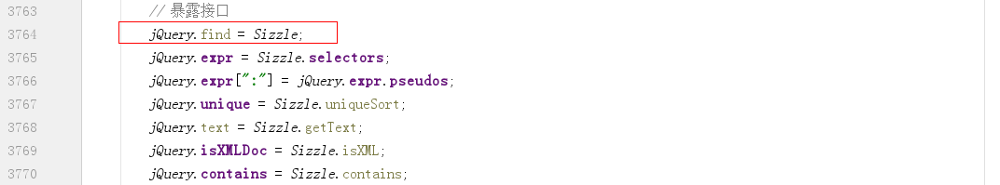 3763 // 暴露接口
3764 jQuery.find = Sizzle;
3765 jQuery.expr = Sizzle.selectors;
3766 jQuery.expr[":"] = jQuery.expr.pseudos;
3767 jQuery.unique = Sizzle.uniqueSort;
3768 jQuery.text = Sizzle.getText;
3769 jQuery.isXMLDoc = Sizzle.isXML;
3770 jQuery.contains = Sizzle.contains;